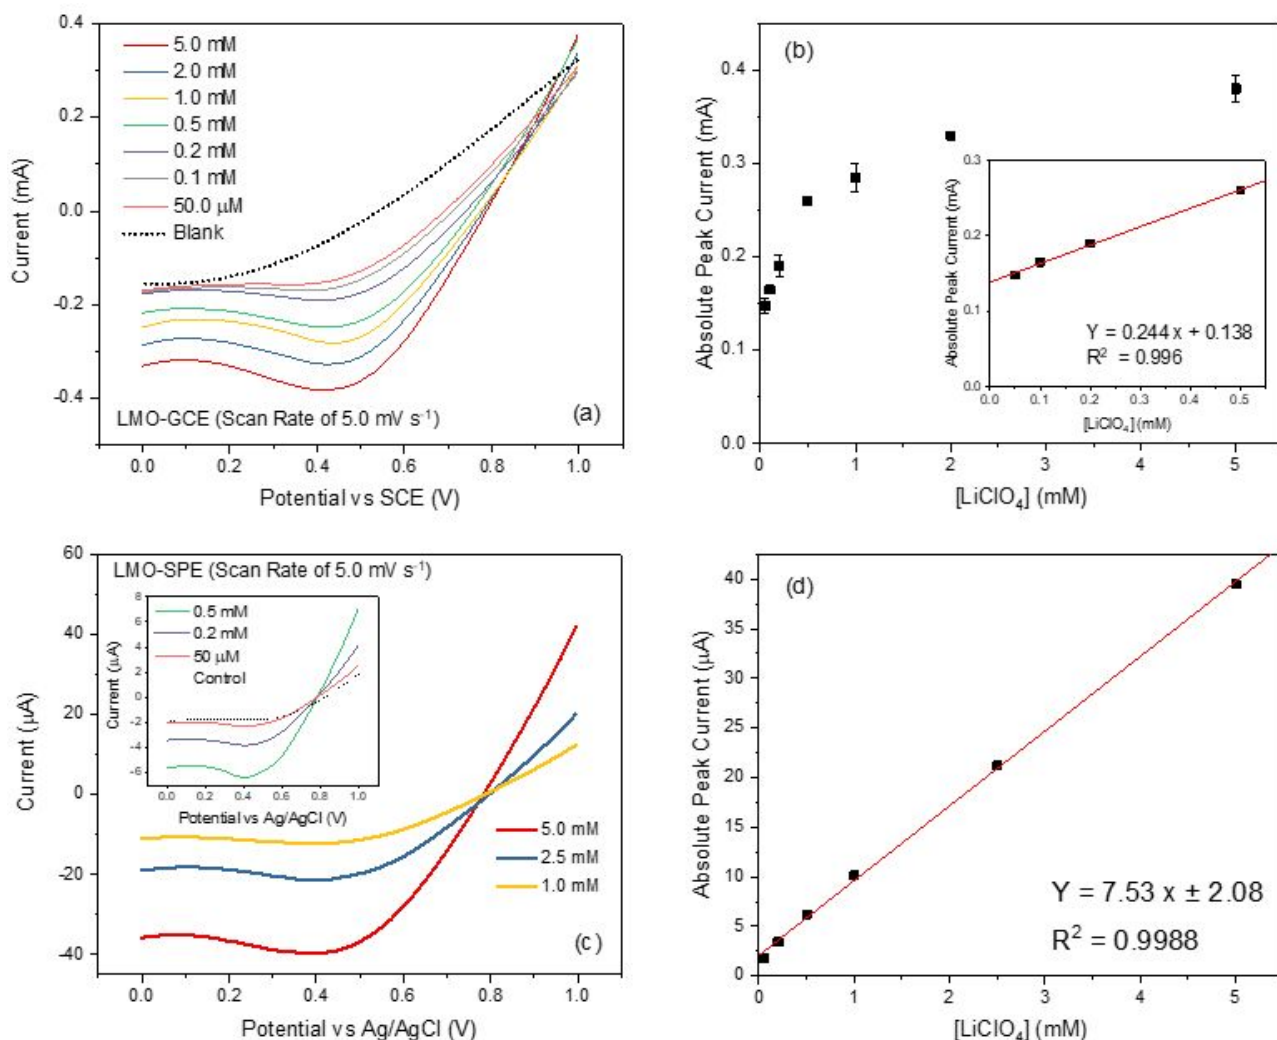 0.4
0.2
0.0
-0.2
-0.4
Current (mA)
5.0 mM
2.0 mM
1.0 mM
0.5 mM
0.2 mM
0.1 mM
50.0 μM
Blank
LMO-GCE (Scan Rate of 5.0 mV s⁻¹)
(a)
0.0 0.2 0.4 0.6 0.8 1.0
Potential vs SCE (V)
(b)
0.4
0.3
0.2
0.1
0.0
Absolute Peak Current (mA)
0.3
0.2
0.1
0.0
Absolute Peak Current (mA)
Y = 0.244 x + 0.138
R² = 0.996
0.0 0.1 0.2 0.3 0.4 0.5
[LiClO₄] (mM)
0 1 2 3 4 5
[LiClO₄] (mM)
60
40
20
0
-20
-40
Current (μA)
LMO-SPE (Scan Rate of 5.0 mV s⁻¹)
8
6
4
2
0
-2
-4
-6
Current (μA)
0.5 mM
0.2 mM
50 μM
Control
0.0 0.2 0.4 0.6 0.8 1.0
Potential vs Ag/AgCl (V)
5.0 mM
2.5 mM
1.0 mM
(c)
0.0 0.2 0.4 0.6 0.8 1.0
Potential vs Ag/AgCl (V)
(d)
40
35
30
25
20
15
10
5
0
Absolute Peak Current (μA)
Y = 7.53 x ± 2.08
R² = 0.9988
0 1 2 3 4 5
[LiClO₄] (mM)